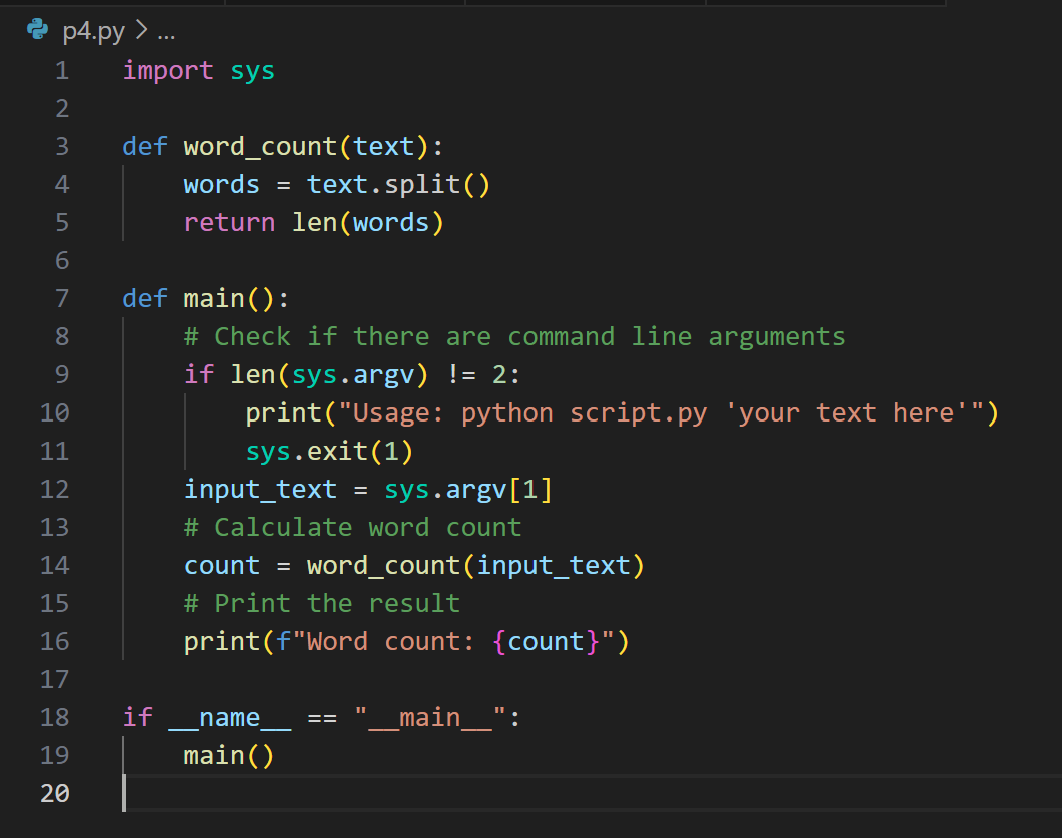 p4.py > ...
1 import sys
2
3 def word_count(text):
4     words = text.split()
5     return len(words)
6
7 def main():
8     # Check if there are command line arguments
9     if len(sys.argv) != 2:
10         print("Usage: python script.py 'your text here'")
11         sys.exit(1)
12     input_text = sys.argv[1]
13     # Calculate word count
14     count = word_count(input_text)
15     # Print the result
16     print(f"Word count: {count}")
17
18 if __name__ == "__main__":
19     main()
20